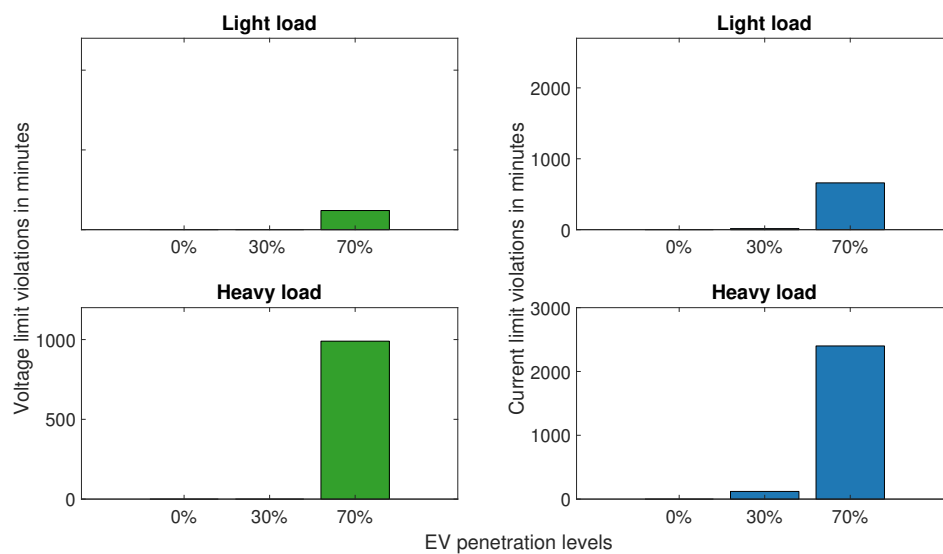 Light load
Voltage limit violations in minutes
0% 30% 70%
Heavy load
1000
500
0
0% 30% 70%
Light load
Current limit violations in minutes
2000
1000
0
0% 30% 70%
Heavy load
3000
2000
1000
0
0% 30% 70%
EV penetration levels